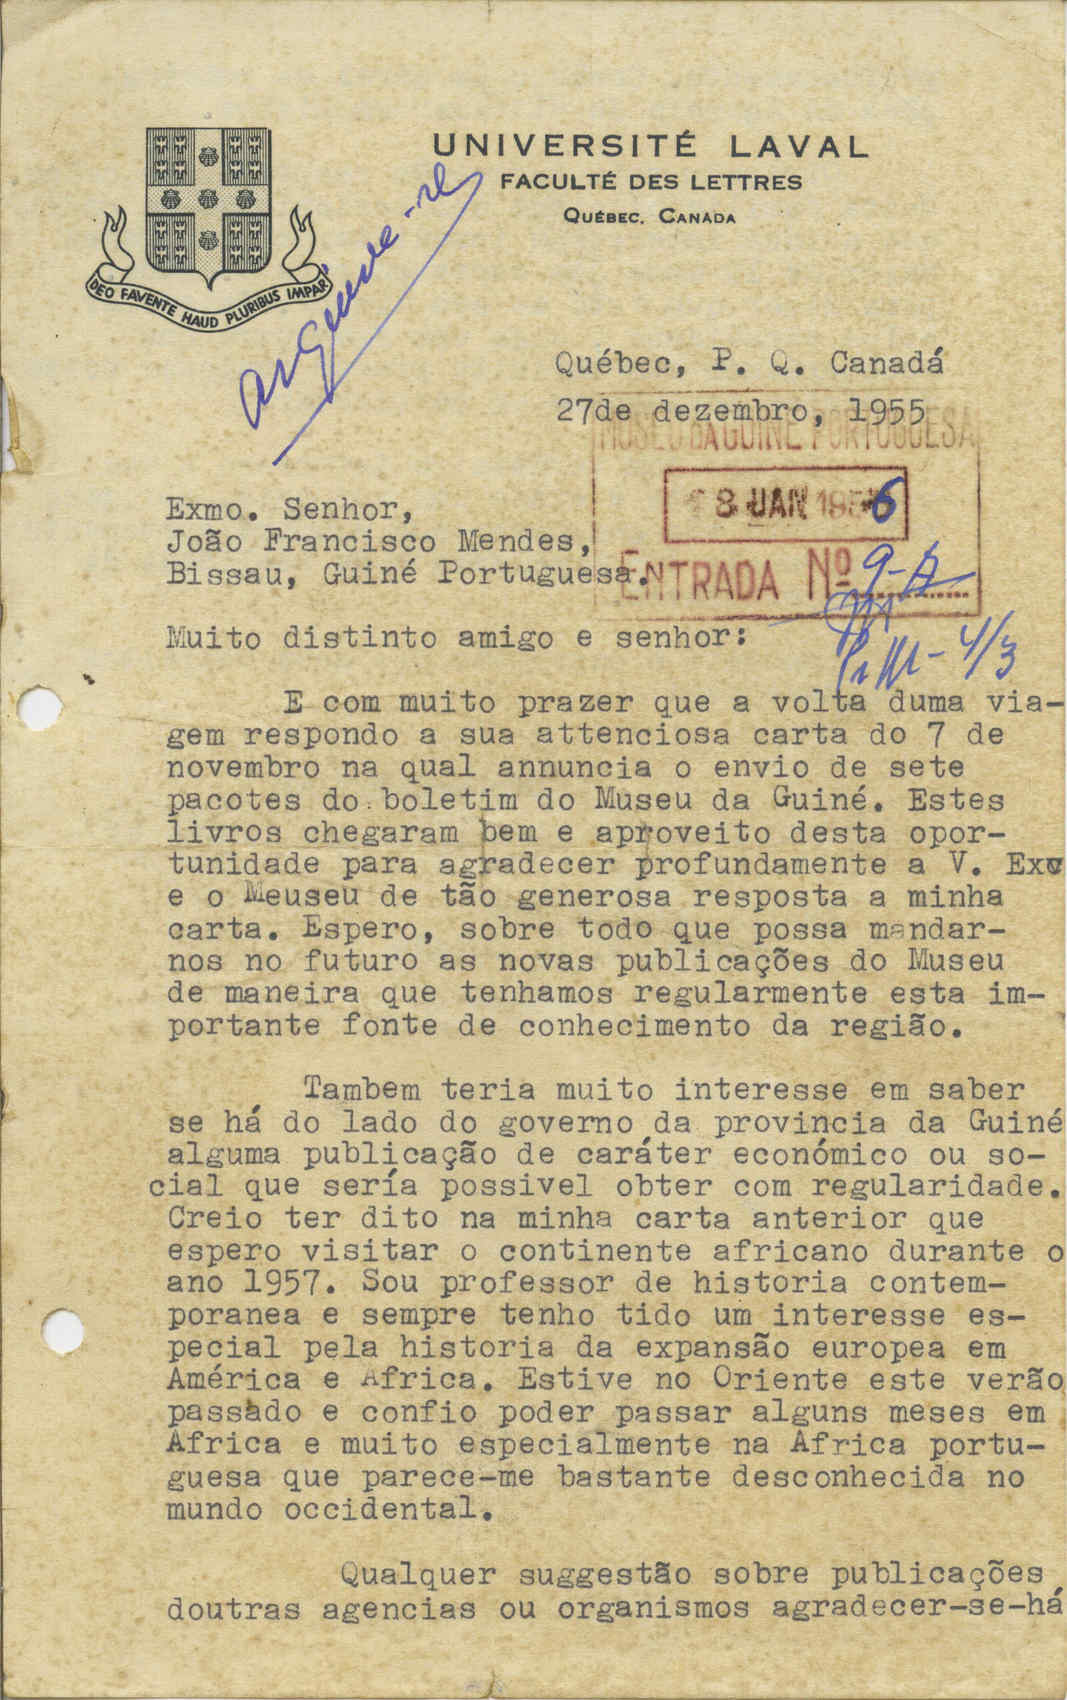 UNIVERSITÉ LAVAL
FACULTÉ DES LETTRES
QUÉBEC, CANADA
DEO FAVENTE HAUD PLURIBUS IMPAR
arquive-se
Québec, P. Q. Canadá
27de dezembro, 1955
MUSEU DA GUINÉ PORTUGUESA
8 JAN 1956
ENTRADA Nº 9-A
Exmo. Senhor,
João Francisco Mendes,
Bissau, Guiné Portuguesa.
Muito distinto amigo e senhor:
4/3
E com muito prazer que a volta duma via-
gem respondo a sua attenciosa carta do 7 de
novembro na qual annuncia o envio de sete
pacotes do boletim do Museu da Guiné. Estes
livros chegaram bem e aproveito desta opor-
tunidade para agradecer profundamente a V. Exc
e o Meuseu de tão generosa resposta a minha
carta. Espero, sobre todo que possa mandar-
nos no futuro as novas publicações do Museu
de maneira que tenhamos regularmente esta im-
portante fonte de conhecimento da região.
Tambem teria muito interesse em saber
se há do lado do governo da provincia da Guiné
alguma publicação de caráter económico ou so-
cial que sería possivel obter com regularidade.
Creio ter dito na minha carta anterior que
espero visitar o continente africano durante o
ano 1957. Sou professor de historia contem-
poranea e sempre tenho tido um interesse es-
pecial pela historia da expansão europea em
América e Africa. Estive no Oriente este verão
passado e confio poder passar alguns meses em
Africa e muito especialmente na Africa portu-
guesa que parece-me bastante desconhecida no
mundo occidental.
Qualquer suggestão sobre publicações
doutras agencias ou organismos agradecer-se-há